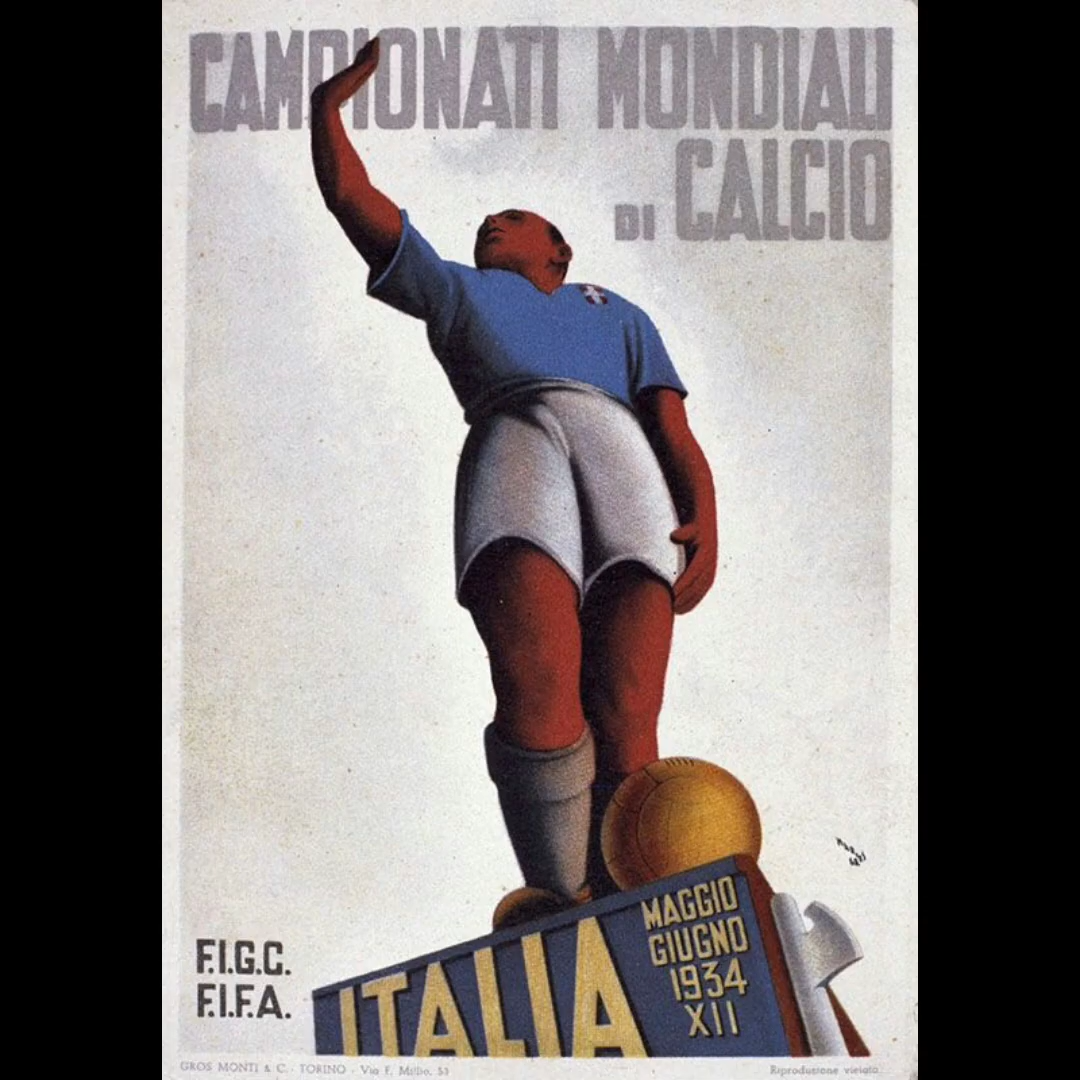 CAMPIONATI MONDIALI
DI CALCIO
F.I.G.C.
F.I.F.A.
ITALIA
MAGGIO
GIUGNO
1934
XII
GROS MONTI & C. - TORINO - Via F. Millio, 53
Riproduzione vietata